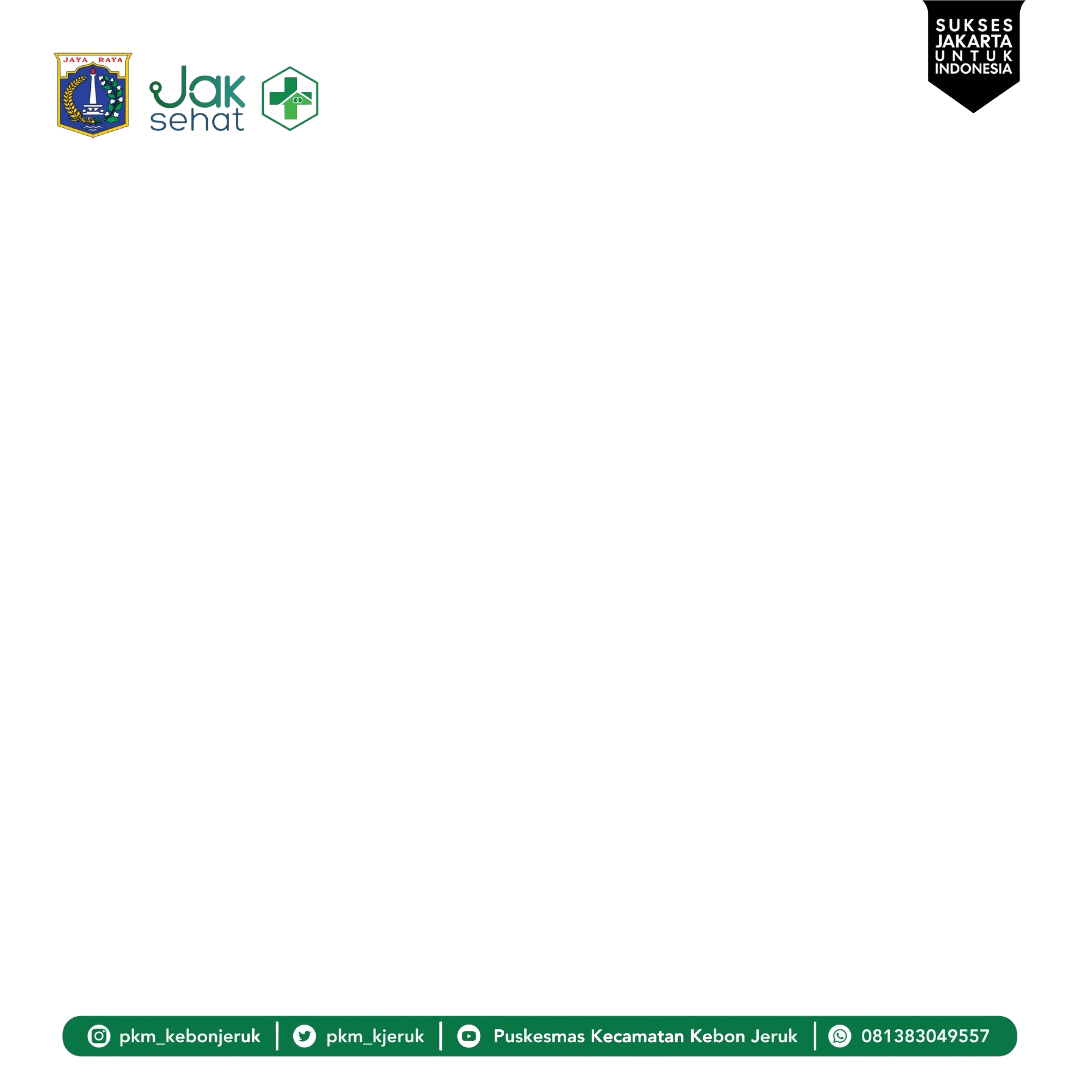 JAYA RAYA
Jak
sehat
SUKSES
JAKARTA
UNTUK
INDONESIA
pkm_kebonjeruk | pkm_kjeruk | Puskesmas Kecamatan Kebon Jeruk | 081383049557